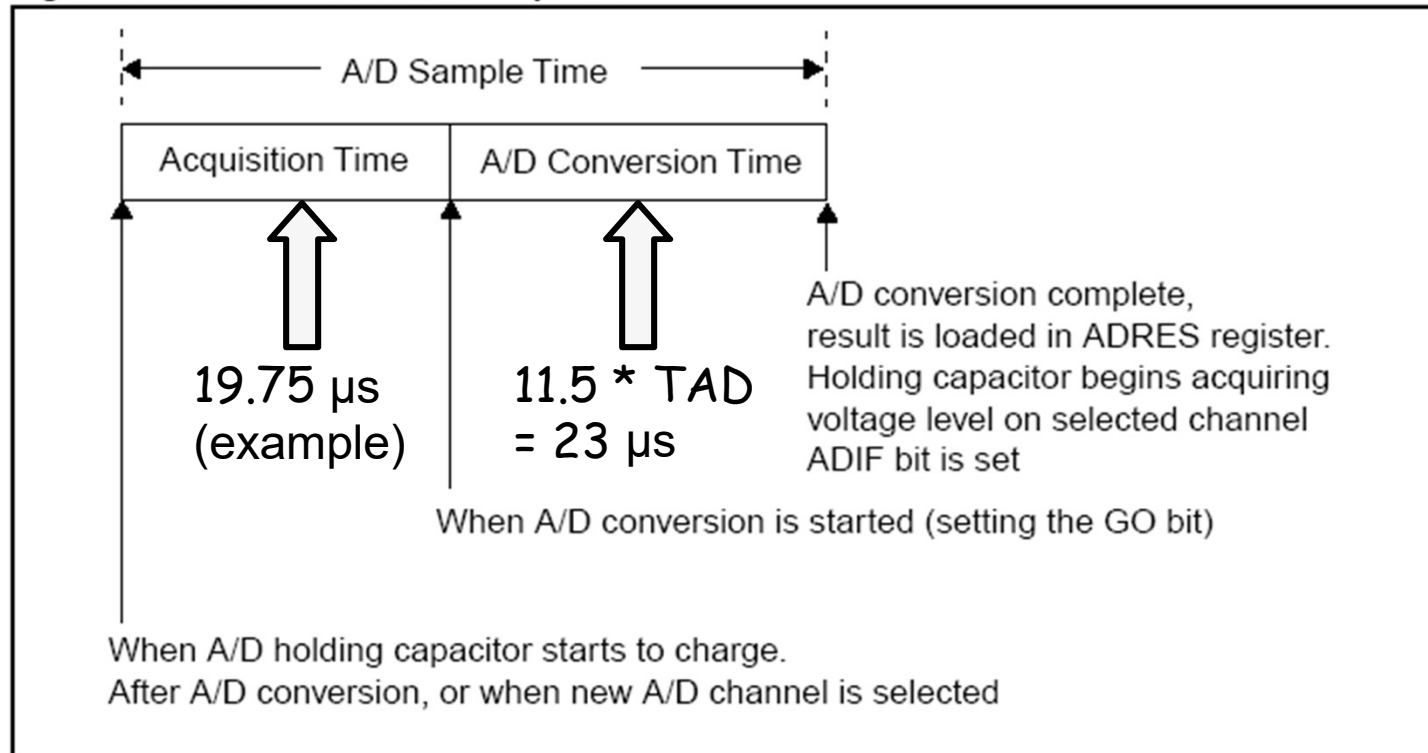 A/D Sample Time
Acquisition Time
A/D Conversion Time
19.75 µs
(example)
11.5 * TAD
= 23 µs
A/D conversion complete,
result is loaded in ADRES register.
Holding capacitor begins acquiring
voltage level on selected channel
ADIF bit is set
When A/D conversion is started (setting the GO bit)
When A/D holding capacitor starts to charge.
After A/D conversion, or when new A/D channel is selected